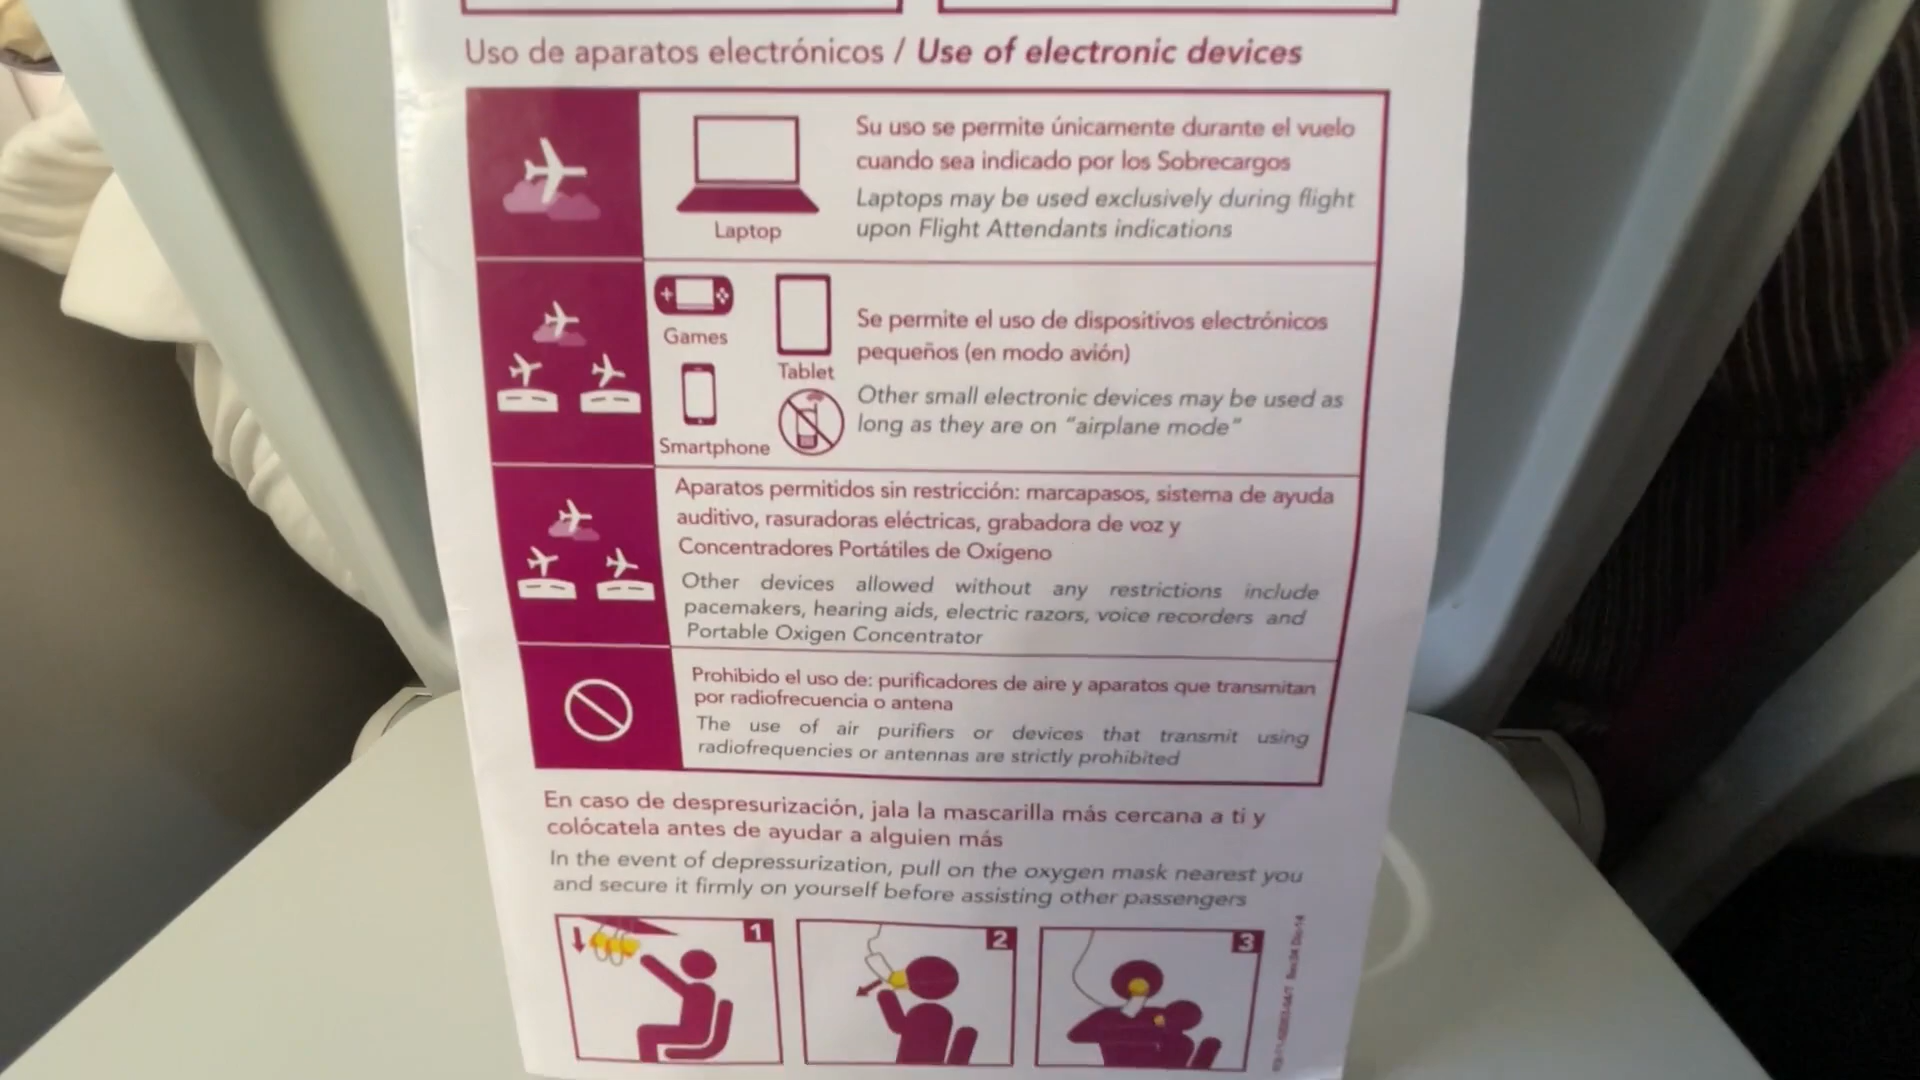 Uso de aparatos electrónicos / Use of electronic devices
Su uso se permite únicamente durante el vuelo
cuando sea indicado por los Sobrecargos
Laptops may be used exclusively during flight
upon Flight Attendants indications
Laptop
Games
Tablet
Smartphone
Se permite el uso de dispositivos electrónicos
pequeños (en modo avión)
Other small electronic devices may be used as
long as they are on “airplane mode”
Aparatos permitidos sin restricción: marcapasos, sistema de ayuda
auditivo, rasuradoras eléctricas, grabadora de voz y
Concentradores Portátiles de Oxígeno
Other devices allowed without any restrictions include
pacemakers, hearing aids, electric razors, voice recorders and
Portable Oxigen Concentrator
Prohibido el uso de: purificadores de aire y aparatos que transmitan
por radiofrecuencia o antena
The use of air purifiers or devices that transmit using
radiofrequencies or antennas are strictly prohibited
En caso de despresurización, jala la mascarilla más cercana a ti y
colócatela antes de ayudar a alguien más
In the event of depressurization, pull on the oxygen mask nearest you
and secure it firmly on yourself before assisting other passengers
1
2
3